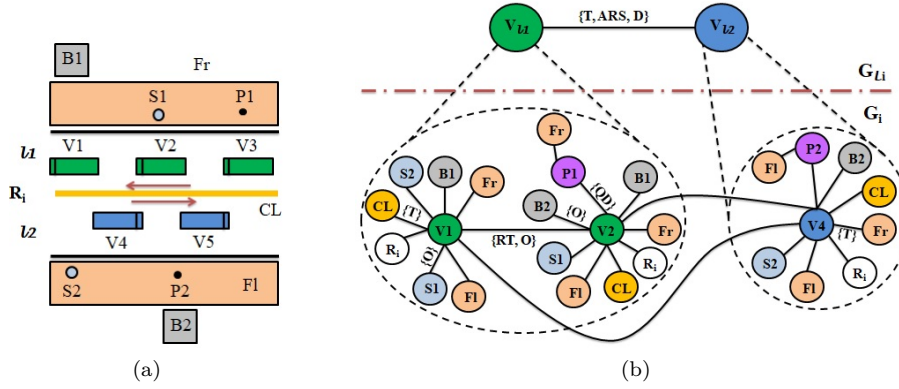 (a)
B1
Fr
S1
P1
l1
V1
V2
V3
Ri
CL
l2
V4
V5
S2
P2
Fl
B2
(b)
Vl1
{T, ARS, D}
Vl2
GLi
Gi
Fr
P1
S2
B1
Fr
CL
{T}
V1
Ri
{O}
S1
Fl
{RT, O}
{QD}
B1
B2
{O}
V2
Fr
S1
Ri
Fl
CL
P2
B2
Fl
CL
V4
Fr
{T}
S2
Ri
Fl